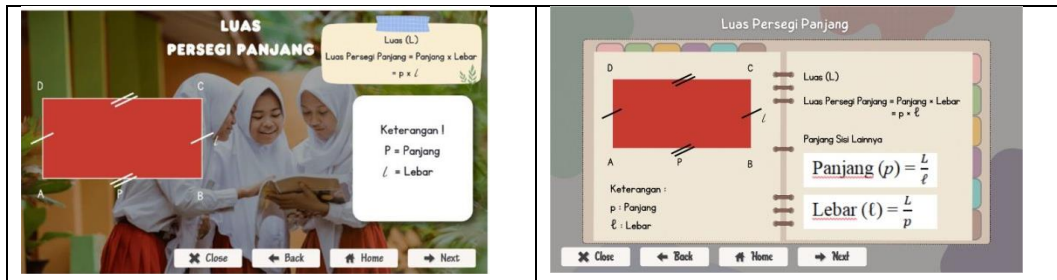 LUAS
PERSEGI PANJANG
Luas (L)
Luas Persegi Panjang = Panjang x Lebar
= p x l
D C
l
A P B
Keterangan !
P = Panjang
l = Lebar
Close Back Home Next
Luas Persegi Panjang
D C
l
A P B
Keterangan :
p : Panjang
ℓ : Lebar
Luas (L)
Luas Persegi Panjang = Panjang × Lebar
= p × ℓ
Panjang Sisi Lainnya
Panjang (p) = L/ℓ
Lebar (ℓ) = L/p
Close Back Home Next